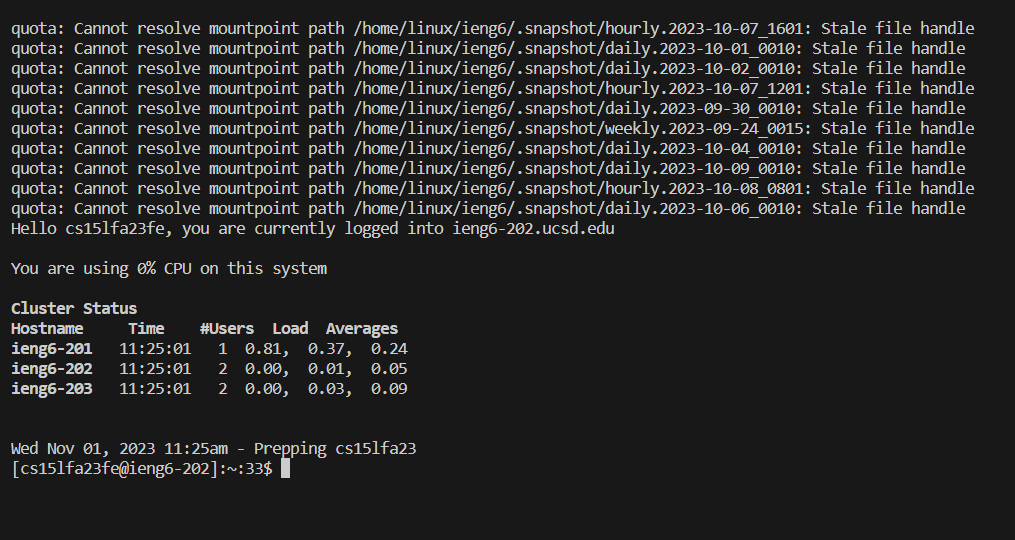 quota: Cannot resolve mountpoint path /home/linux/ieng6/.snapshot/hourly.2023-10-07_1601: Stale file handle
quota: Cannot resolve mountpoint path /home/linux/ieng6/.snapshot/daily.2023-10-01_0010: Stale file handle
quota: Cannot resolve mountpoint path /home/linux/ieng6/.snapshot/daily.2023-10-02_0010: Stale file handle
quota: Cannot resolve mountpoint path /home/linux/ieng6/.snapshot/hourly.2023-10-07_1201: Stale file handle
quota: Cannot resolve mountpoint path /home/linux/ieng6/.snapshot/daily.2023-09-30_0010: Stale file handle
quota: Cannot resolve mountpoint path /home/linux/ieng6/.snapshot/weekly.2023-09-24_0015: Stale file handle
quota: Cannot resolve mountpoint path /home/linux/ieng6/.snapshot/daily.2023-10-04_0010: Stale file handle
quota: Cannot resolve mountpoint path /home/linux/ieng6/.snapshot/daily.2023-10-09_0010: Stale file handle
quota: Cannot resolve mountpoint path /home/linux/ieng6/.snapshot/hourly.2023-10-08_0801: Stale file handle
quota: Cannot resolve mountpoint path /home/linux/ieng6/.snapshot/daily.2023-10-06_0010: Stale file handle
Hello cs15lfa23fe, you are currently logged into ieng6-202.ucsd.edu
You are using 0% CPU on this system
Cluster Status
Hostname     Time    #Users  Load  Averages
ieng6-201   11:25:01   1  0.81,  0.37,  0.24
ieng6-202   11:25:01   2  0.00,  0.01,  0.05
ieng6-203   11:25:01   2  0.00,  0.03,  0.09
Wed Nov 01, 2023 11:25am - Prepping cs15lfa23
[cs15lfa23fe@ieng6-202]:~:33$